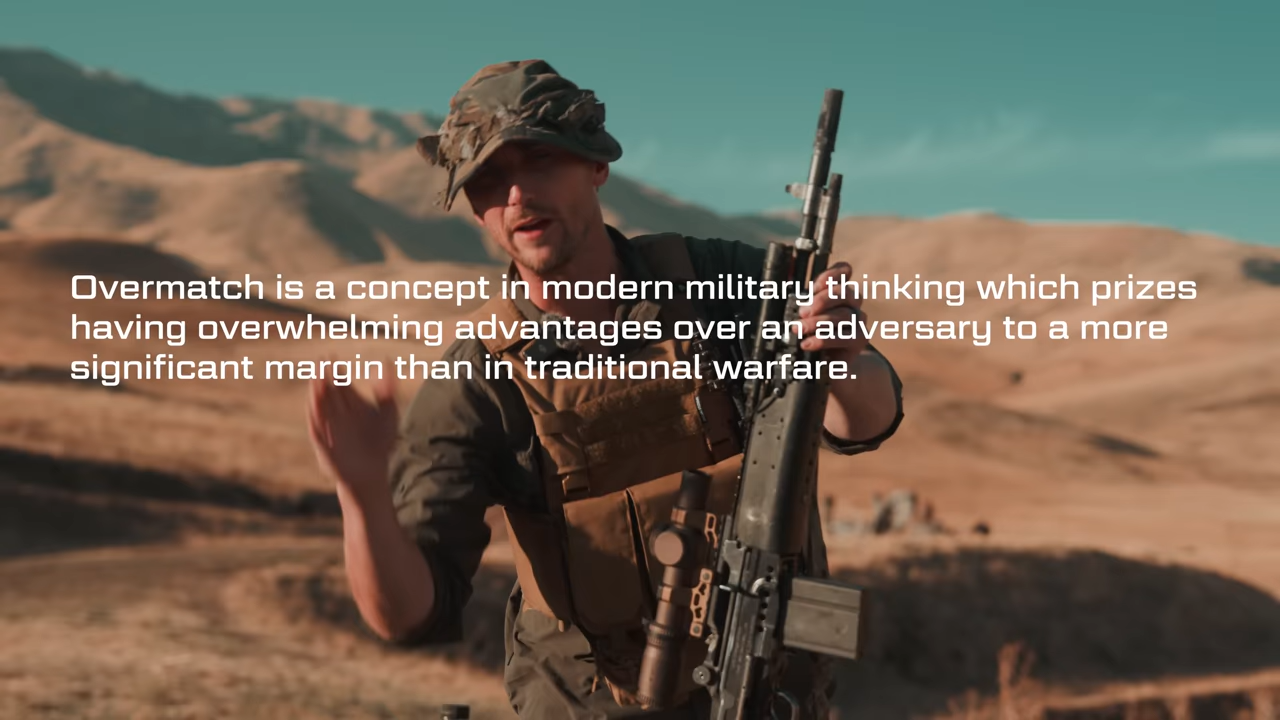 Overmatch is a concept in modern military thinking which prizes
having overwhelming advantages over an adversary to a more
significant margin than in traditional warfare.